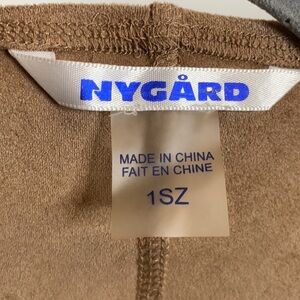 NYGÅRD
MADE IN CHINA
FAIT EN CHINE
1SZ